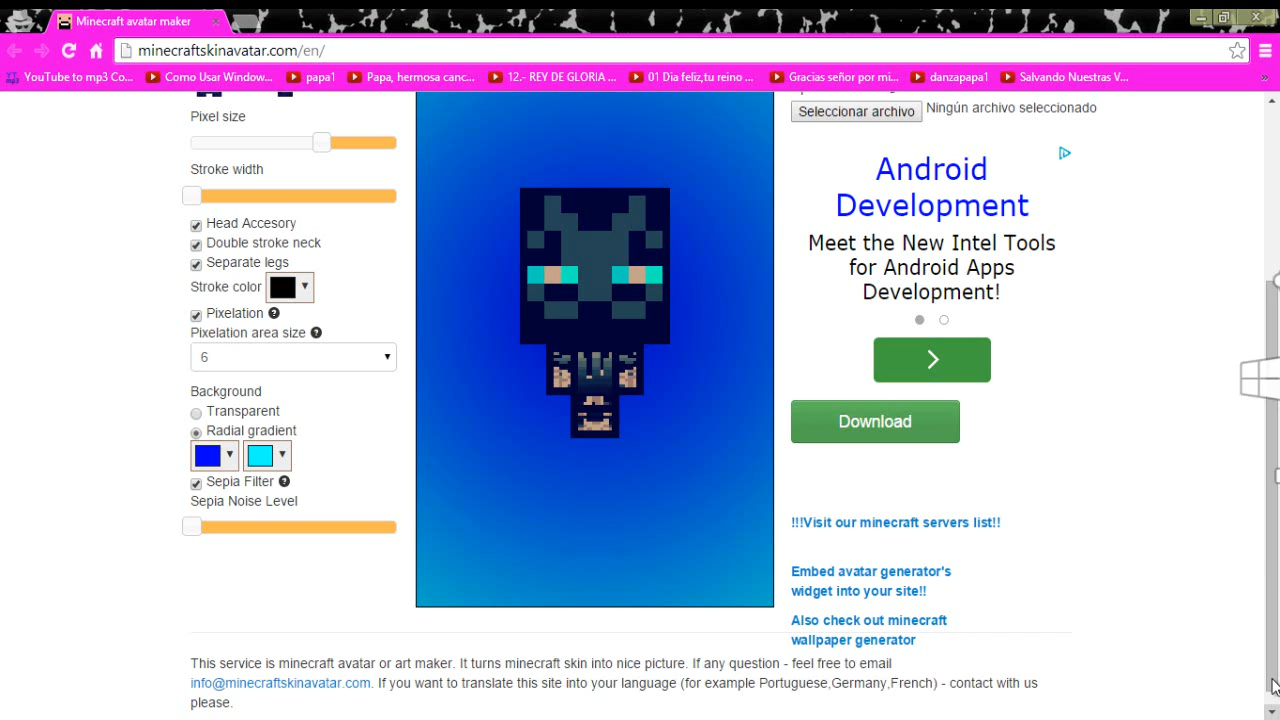 Minecraft avatar maker
minecraftskinavatar.com/en/
YouTube to mp3 Co...
Como Usar Window...
papa1
Papa, hermosa canc...
12.- REY DE GLORIA ...
01 Dia feliz,tu reino ...
Gracias señor por mi...
danzapapa1
Salvando Nuestras V...
»
Seleccionar archivo
Ningún archivo seleccionado
Pixel size
Stroke width
Head Accesory
Double stroke neck
Separate legs
Stroke color
Pixelation
Pixelation area size
6
Background
Transparent
Radial gradient
Sepia Filter
Sepia Noise Level
Android
Development
Meet the New Intel Tools
for Android Apps
Development!
Download
!!!Visit our minecraft servers list!!
Embed avatar generator's
widget into your site!!
Also check out minecraft
wallpaper generator
This service is minecraft avatar or art maker. It turns minecraft skin into nice picture. If any question - feel free to email
info@minecraftskinavatar.com. If you want to translate this site into your language (for example Portuguese,Germany,French) - contact with us
please.